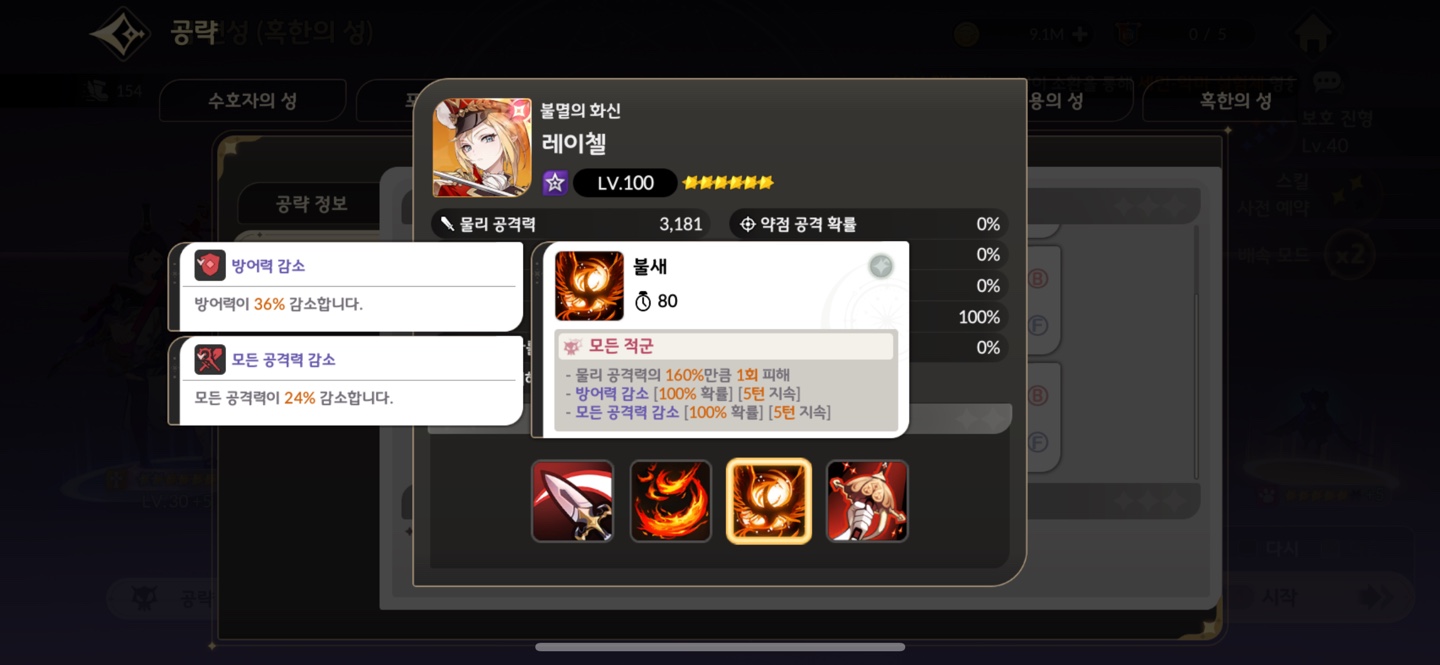 공략
성 (혹한의 성)
9.1M
0 / 5
154
수호자의 성
용의 성
혹한의 성
보호 진형
Lv.40
스킬
사전 예약
배속 모드
x2
공략 정보
불멸의 화신
레이첼
LV.100
물리 공격력 3,181
약점 공격 확률 0%
0%
0%
100%
0%
방어력 감소
방어력이 36% 감소합니다.
모든 공격력 감소
모든 공격력이 24% 감소합니다.
불새
80
모든 적군
- 물리 공격력의 160%만큼 1회 피해
- 방어력 감소 [100% 확률] [5턴 지속]
- 모든 공격력 감소 [100% 확률] [5턴 지속]
B
F
B
F
다시
공략
시작